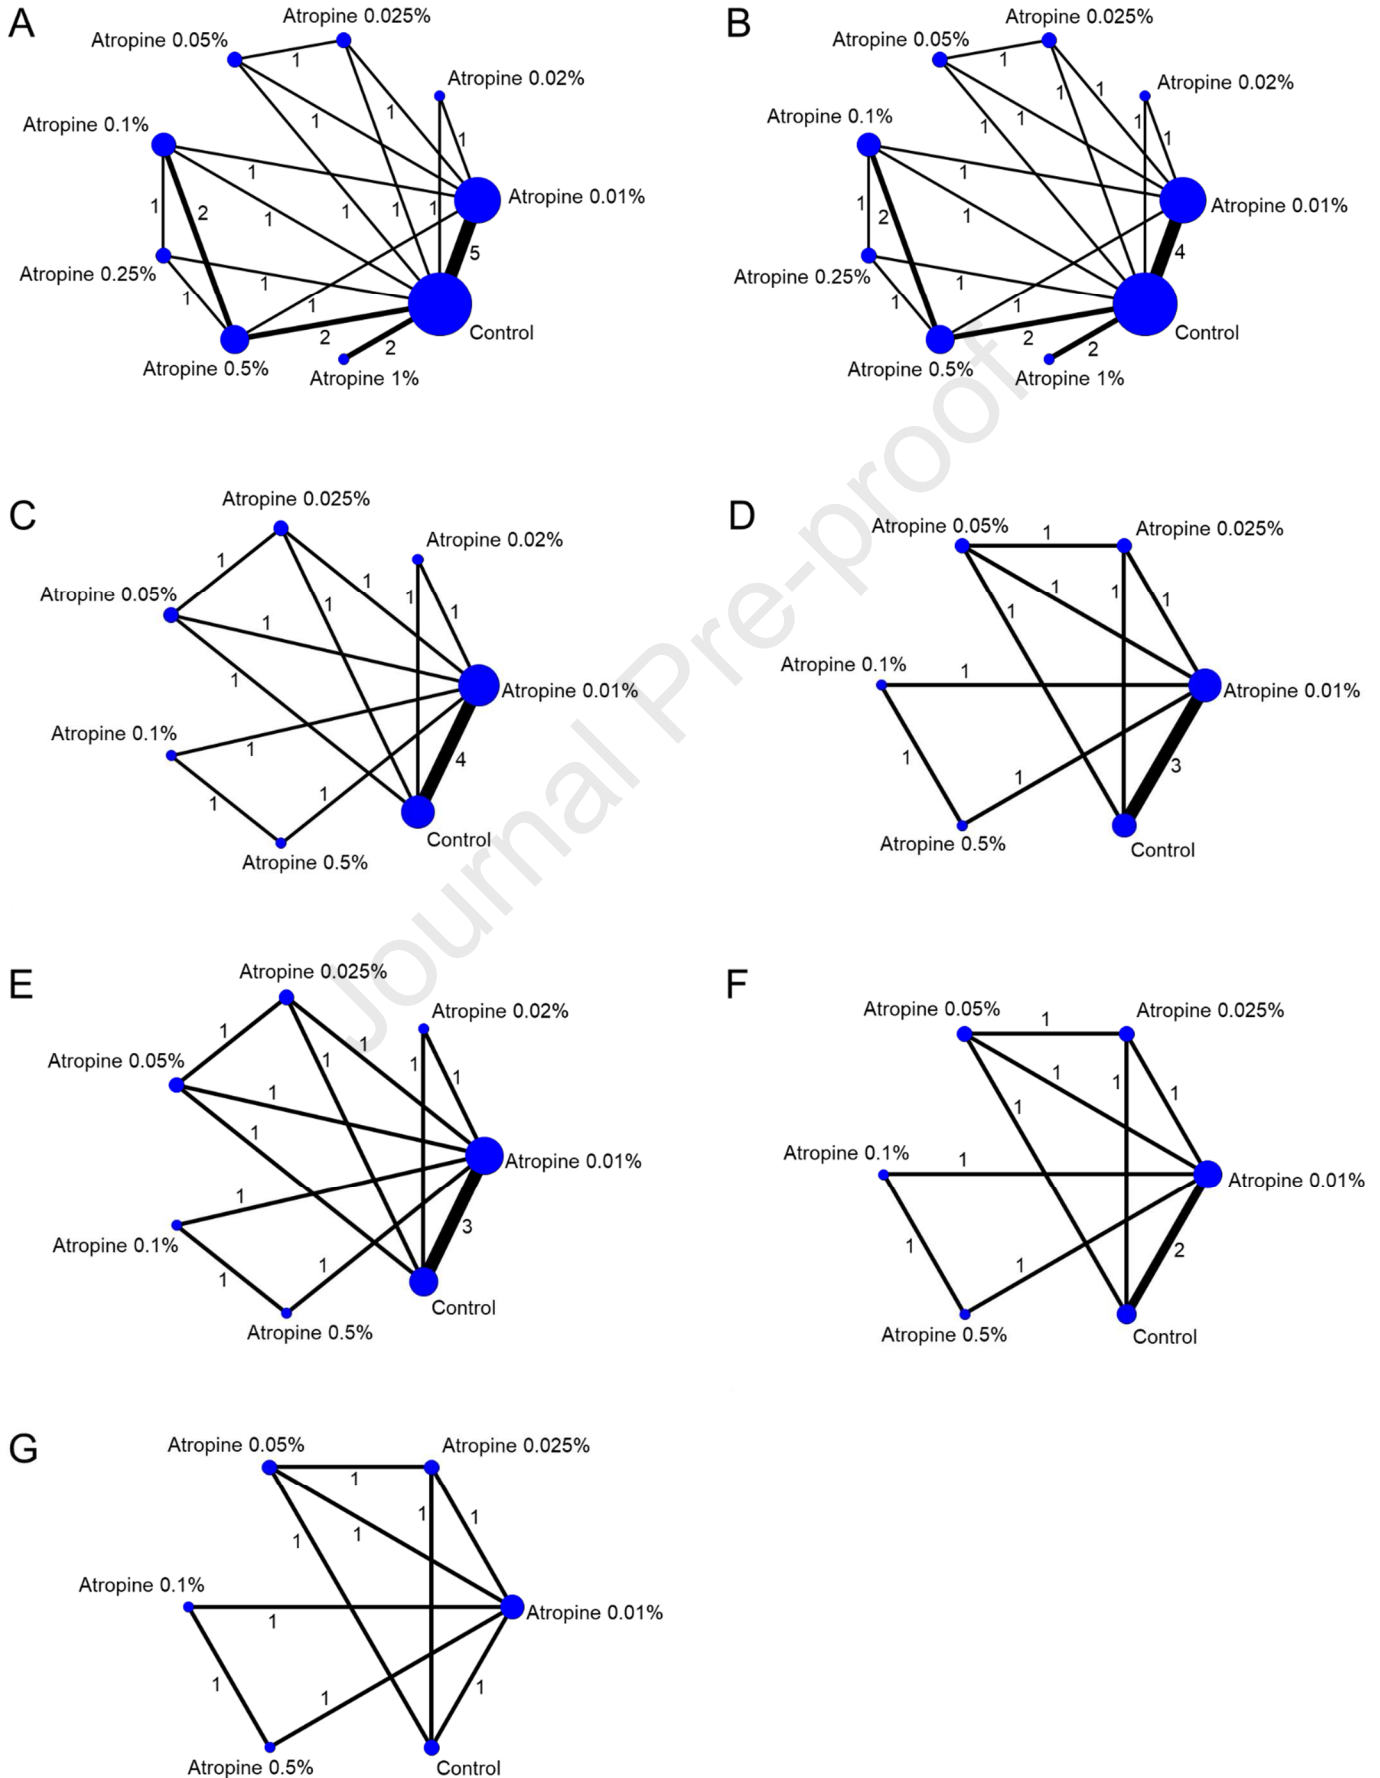 A
Atropine 0.025%
Atropine 0.05%
1
Atropine 0.02%
1
1
1
Atropine 0.1%
1
Atropine 0.01%
1
2
1
1
1
1
5
Atropine 0.25%
1
1
1
Control
2
2
Atropine 0.5%
Atropine 1%
B
Atropine 0.025%
Atropine 0.05%
1
Atropine 0.02%
1
1
Atropine 0.1%
1
1
1
1
1
Atropine 0.01%
1
2
1
4
Atropine 0.25%
1
1
1
Control
2
2
Atropine 0.5%
Atropine 1%
Journal Pre-proof
C
Atropine 0.025%
Atropine 0.02%
1
1
1
1
1
Atropine 0.05%
1
1
Atropine 0.01%
Atropine 0.1%
1
4
1
1
Control
Atropine 0.5%
D
Atropine 0.05%
1
Atropine 0.025%
1
1
1
1
Atropine 0.1%
1
Atropine 0.01%
1
3
1
Atropine 0.5%
Control
E
Atropine 0.025%
Atropine 0.02%
1
1
1
1
1
Atropine 0.05%
1
1
Atropine 0.01%
1
Atropine 0.1%
3
1
1
Control
Atropine 0.5%
F
Atropine 0.05%
1
Atropine 0.025%
1
1
1
1
Atropine 0.1%
1
Atropine 0.01%
1
2
1
Atropine 0.5%
Control
G
Atropine 0.05%
Atropine 0.025%
1
1
1
1
1
Atropine 0.1%
1
Atropine 0.01%
1
1
1
Atropine 0.5%
Control